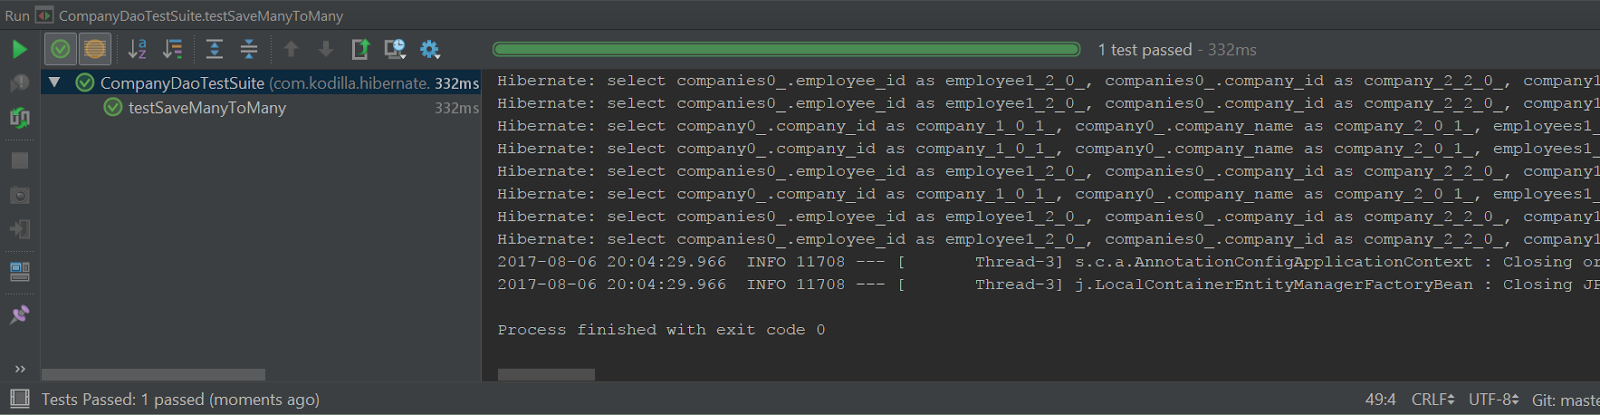 Run CompanyDaoTestSuite.testSaveManyToMany
1 test passed - 332ms
CompanyDaoTestSuite (com.kodilla.hibernate. 332ms
testSaveManyToMany 332ms
Hibernate: select companies0_.employee_id as employee1_2_0_, companies0_.company_id as company_2_2_0_, company1
Hibernate: select companies0_.employee_id as employee1_2_0_, companies0_.company_id as company_2_2_0_, company1
Hibernate: select company0_.company_id as company_1_0_1_, company0_.company_name as company_2_0_1_, employees1_
Hibernate: select company0_.company_id as company_1_0_1_, company0_.company_name as company_2_0_1_, employees1_
Hibernate: select companies0_.employee_id as employee1_2_0_, companies0_.company_id as company_2_2_0_, company1
Hibernate: select company0_.company_id as company_1_0_1_, company0_.company_name as company_2_0_1_ employees1_
Hibernate: select companies0_.employee_id as employee1_2_0_, companies0_.company_id as company_2_2_0_, company1
Hibernate: select companies0_.employee_id as employee1_2_0_, companies0_.company_id as company_2_2_0_, company1
2017-08-06 20:04:29.966 INFO 11708 --- [ Thread-3] s.c.a.AnnotationConfigApplicationContext : Closing or
2017-08-06 20:04:29.966 INFO 11708 --- [ Thread-3] j.LocalContainerEntityManagerFactoryBean : Closing JP
Process finished with exit code 0
Tests Passed: 1 passed (moments ago)
49:4 CRLF UTF-8 Git: maste